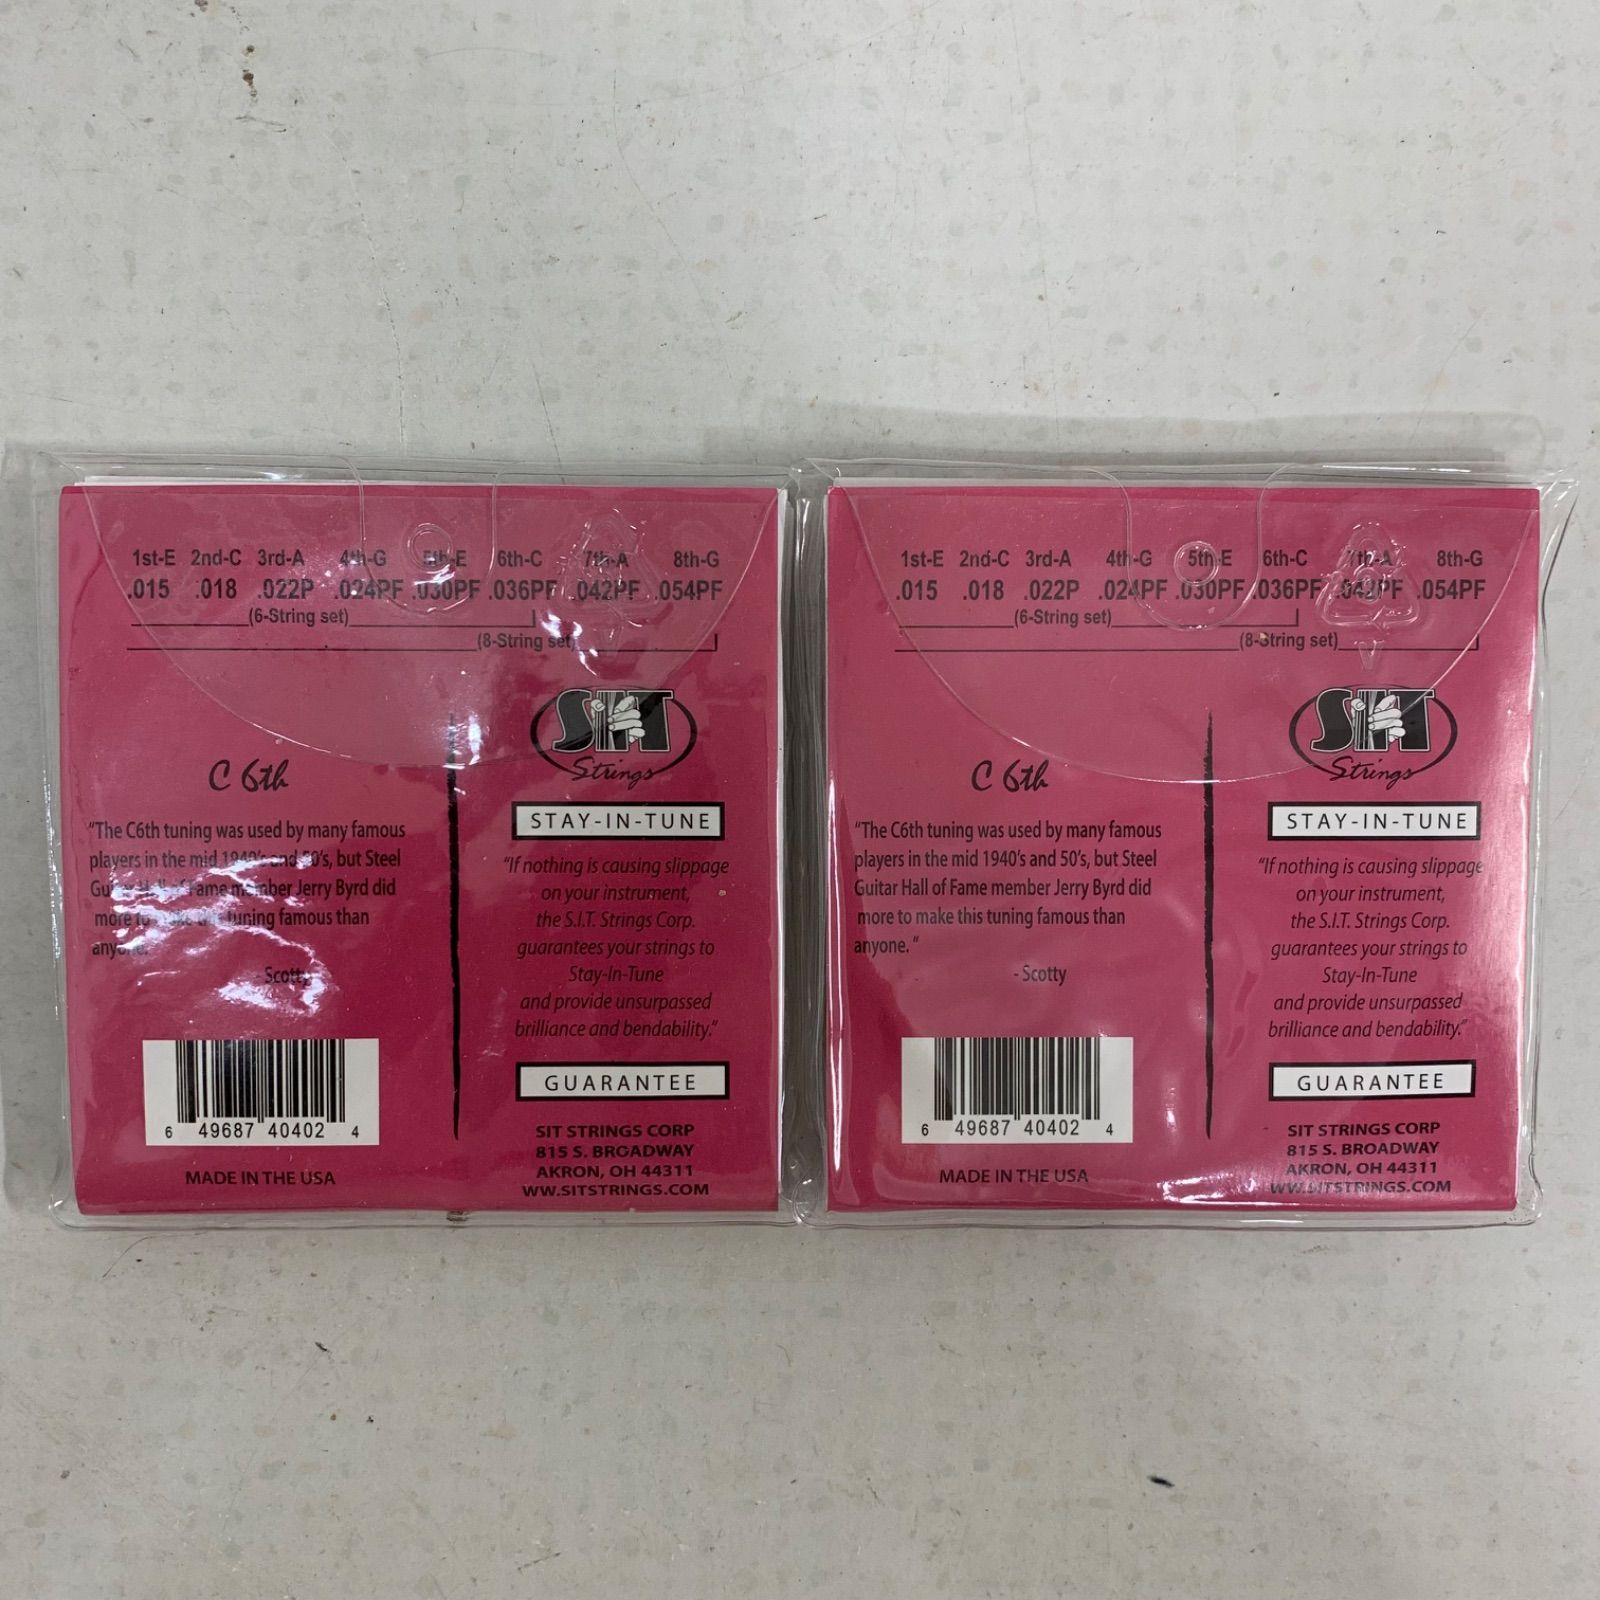 1st-E 2nd-C 3rd-A 4th-G 5th-E 6th-C 7th-A 8th-G
.015 .018 .022P .024PF .030PF .036PF .042PF .054PF
(6-String set)
(8-String set)
SIT
Strings
C 6th
"The C6th tuning was used by many famous
players in the mid 1940's and 50's, but Steel
Guitar Hall of Fame member Jerry Byrd did
more to make this tuning famous than
anyone."
- Scotty
STAY-IN-TUNE
"If nothing is causing slippage
on your instrument,
the S.I.T. Strings Corp.
guarantees your strings to
Stay-In-Tune
and provide unsurpassed
brilliance and bendability."
GUARANTEE
6 49687 40402 4
MADE IN THE USA
SIT STRINGS CORP
815 S. BROADWAY
AKRON, OH 44311
WW.SITSTRINGS.COM
1st-E 2nd-C 3rd-A 4th-G 5th-E 6th-C 7th-A 8th-G
.015 .018 .022P .024PF .030PF .036PF .042PF .054PF
(6-String set)
(8-String set)
SIT
Strings
C 6th
"The C6th tuning was used by many famous
players in the mid 1940's and 50's, but Steel
Guitar Hall of Fame member Jerry Byrd did
more to make this tuning famous than
anyone."
- Scotty
STAY-IN-TUNE
"If nothing is causing slippage
on your instrument,
the S.I.T. Strings Corp.
guarantees your strings to
Stay-In-Tune
and provide unsurpassed
brilliance and bendability."
GUARANTEE
6 49687 40402 4
MADE IN THE USA
SIT STRINGS CORP
815 S. BROADWAY
AKRON, OH 44311
WW.SITSTRINGS.COM